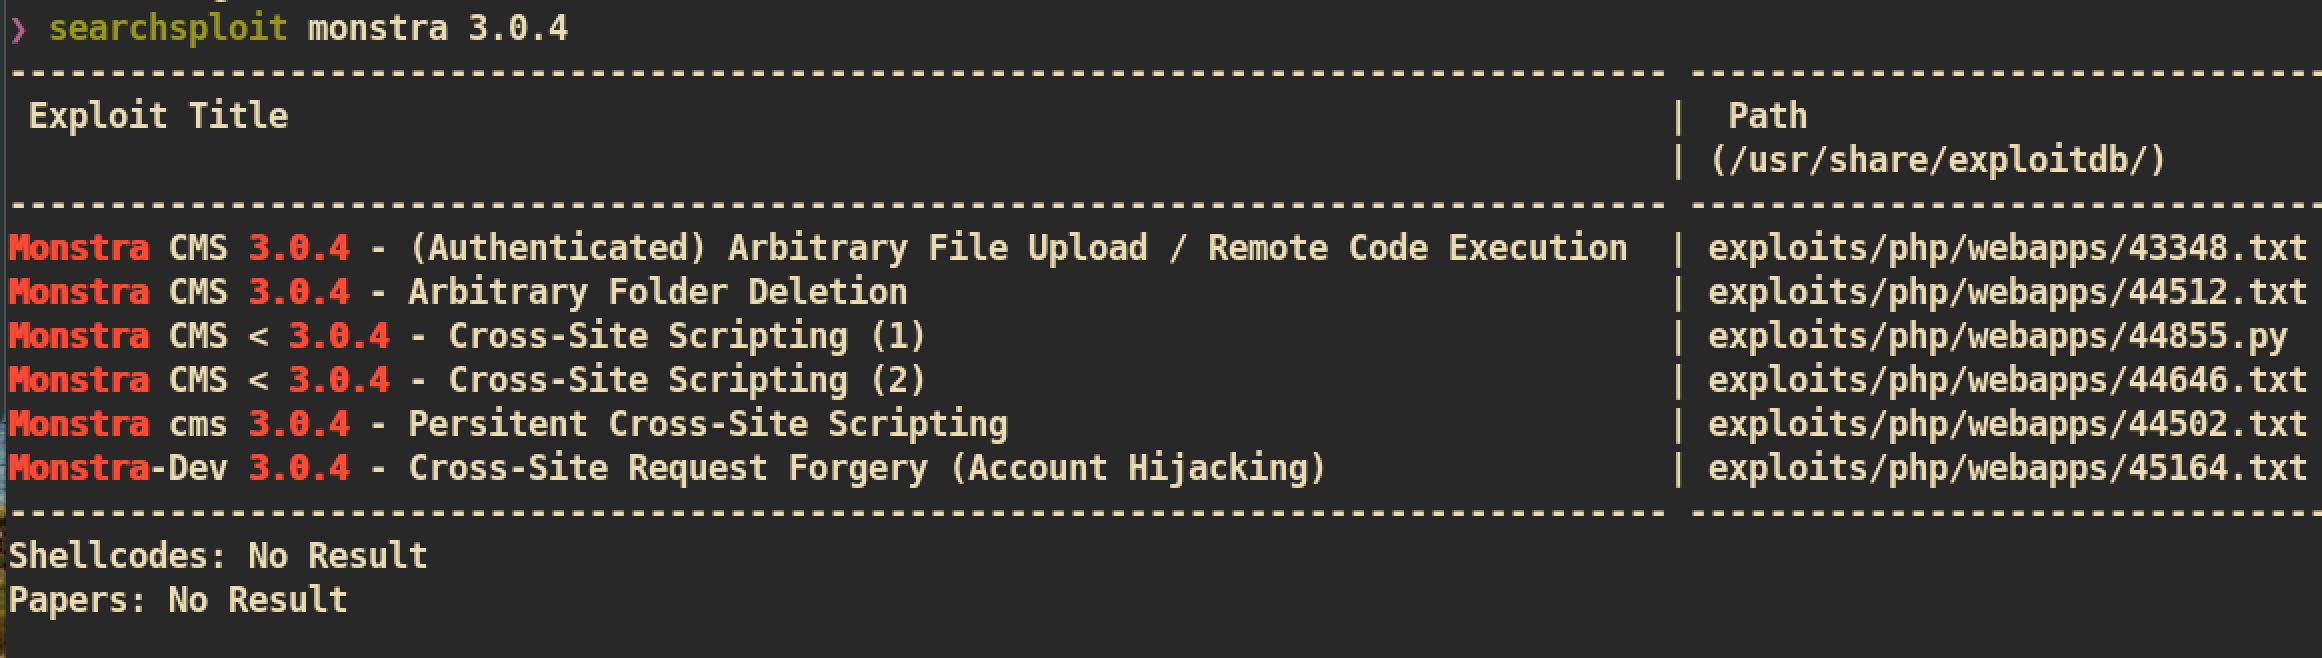 ❯ searchsploit monstra 3.0.4
----------------------------------------------------------------------------------- --------------------------------
Exploit Title | Path
| (/usr/share/exploitdb/)
----------------------------------------------------------------------------------- --------------------------------
Monstra CMS 3.0.4 - (Authenticated) Arbitrary File Upload / Remote Code Execution | exploits/php/webapps/43348.txt
Monstra CMS 3.0.4 - Arbitrary Folder Deletion | exploits/php/webapps/44512.txt
Monstra CMS < 3.0.4 - Cross-Site Scripting (1) | exploits/php/webapps/44855.py
Monstra CMS < 3.0.4 - Cross-Site Scripting (2) | exploits/php/webapps/44646.txt
Monstra cms 3.0.4 - Persitent Cross-Site Scripting | exploits/php/webapps/44502.txt
Monstra-Dev 3.0.4 - Cross-Site Request Forgery (Account Hijacking) | exploits/php/webapps/45164.txt
----------------------------------------------------------------------------------- --------------------------------
Shellcodes: No Result
Papers: No Result